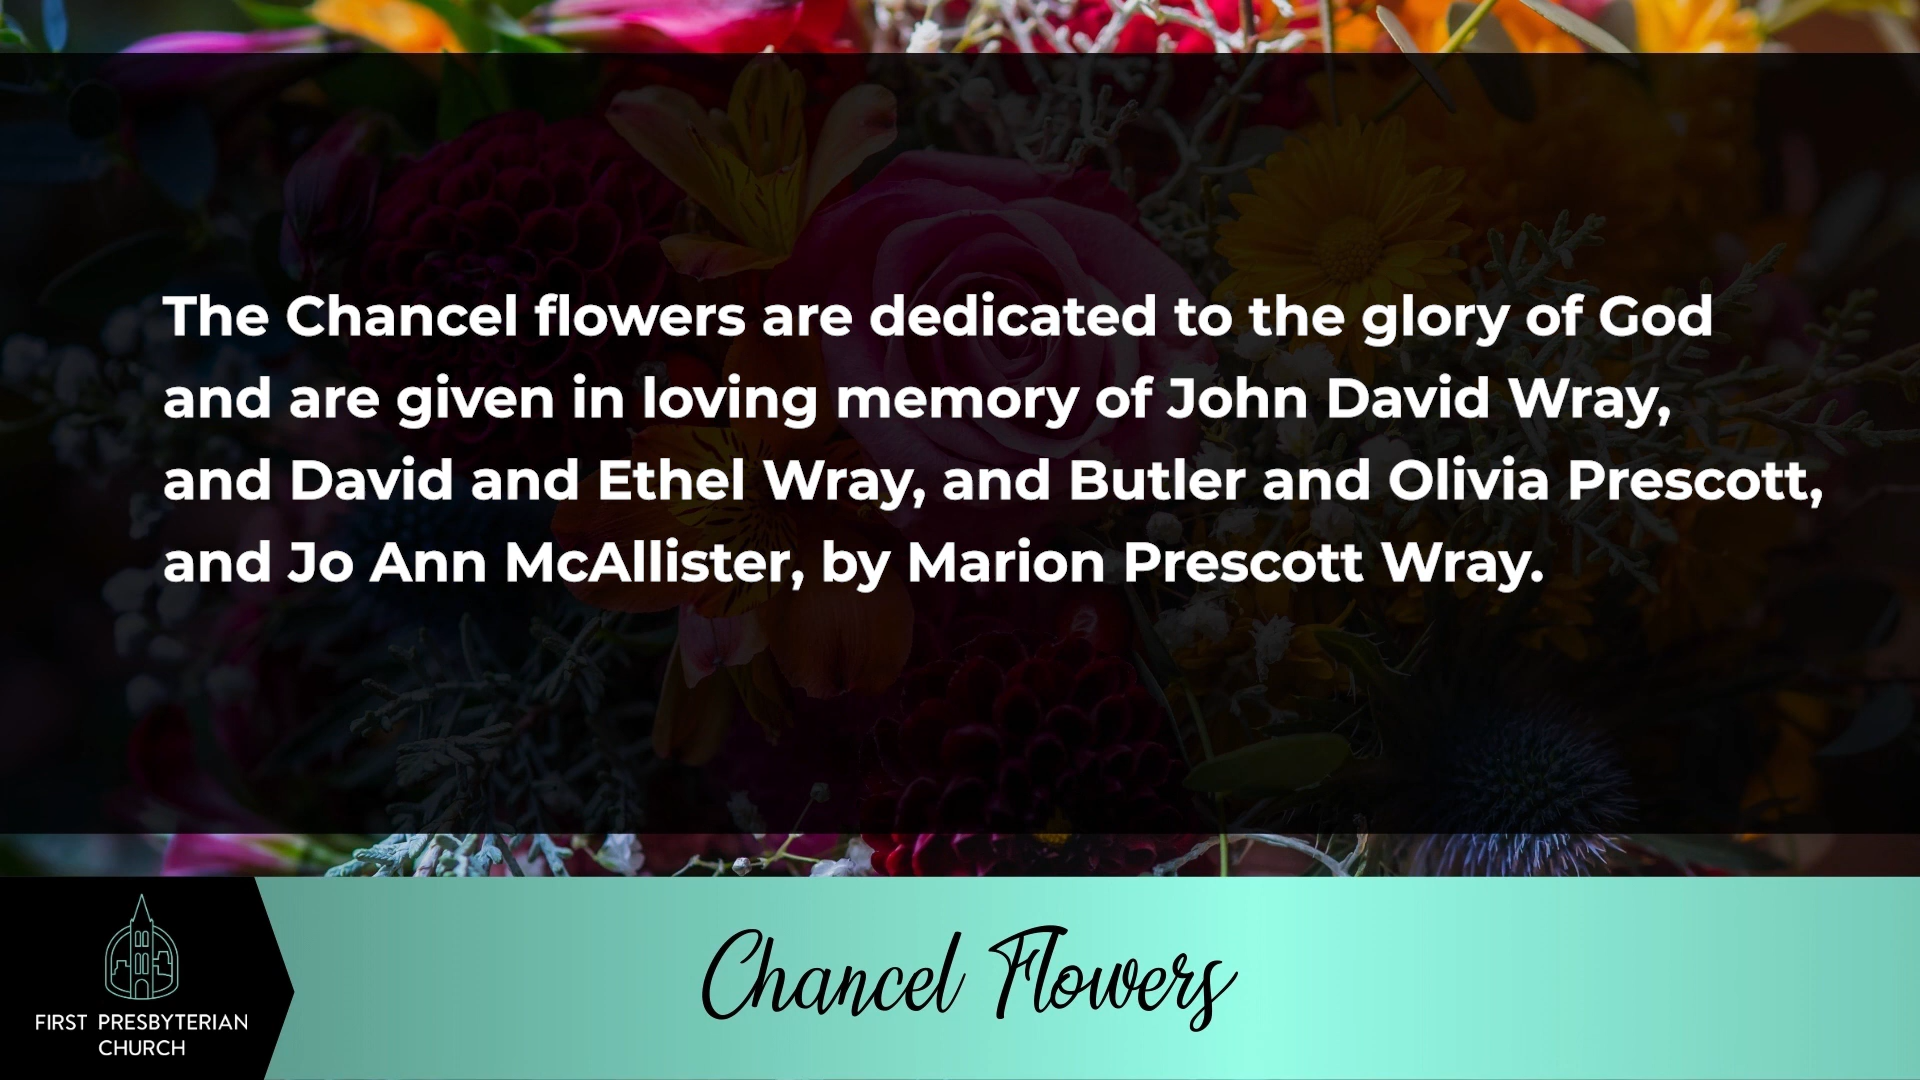 The Chancel flowers are dedicated to the glory of God
and are given in loving memory of John David Wray,
and David and Ethel Wray, and Butler and Olivia Prescott,
and Jo Ann McAllister, by Marion Prescott Wray.
Chancel Flowers
FIRST PRESBYTERIAN
CHURCH